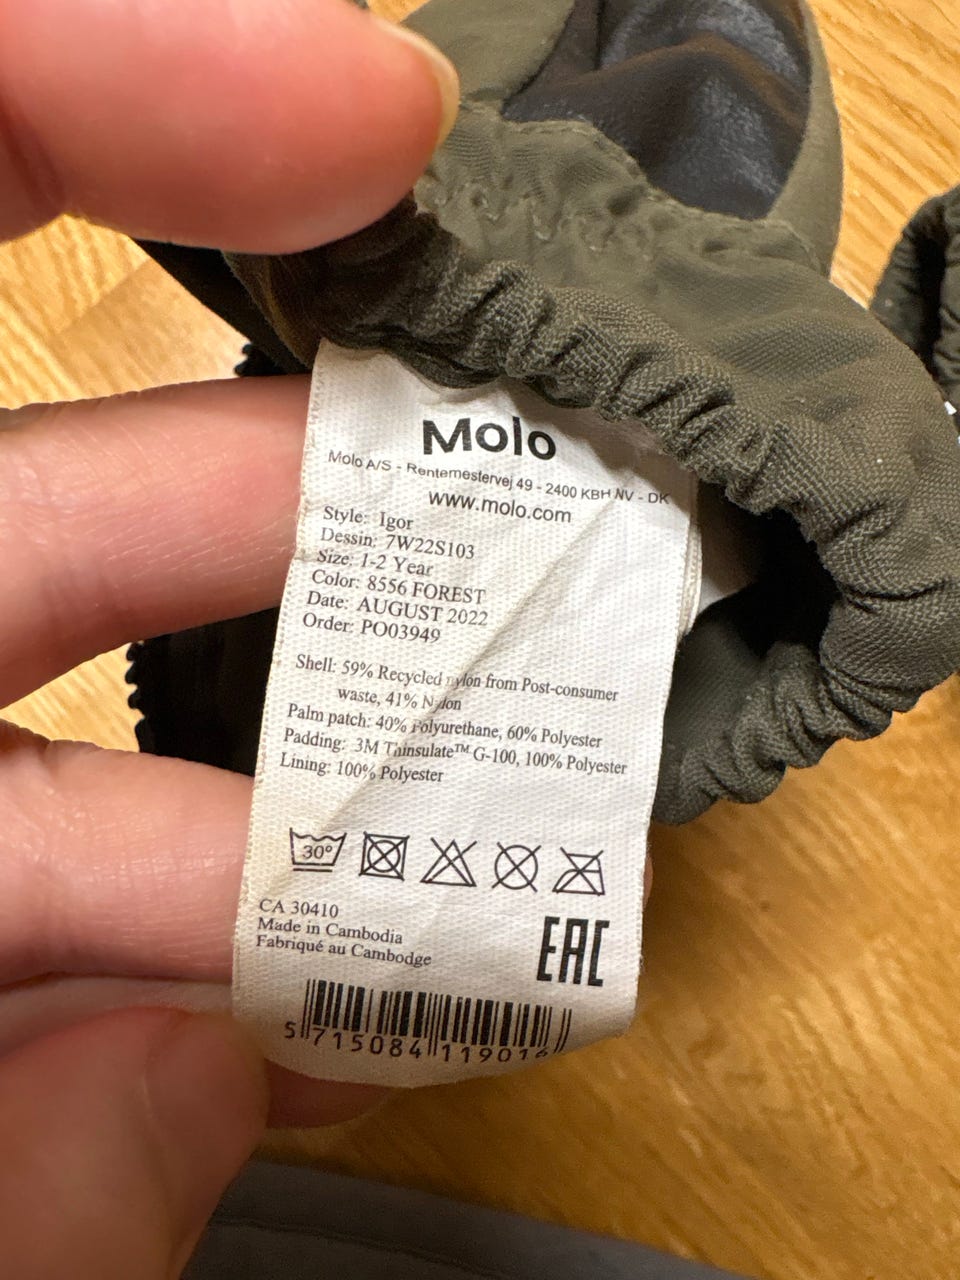 Molo
Molo A/S - Rentemestervej 49 - 2400 KBH NV - DK
www.molo.com
Style: Igor
Dessin: 7W22S103
Size: 1-2 Year
Color: 8556 FOREST
Date: AUGUST 2022
Order: PO03949
Shell: 59% Recycled nylon from Post-consumer
waste, 41% Nylon
Palm patch: 40% Polyurethane, 60% Polyester
Padding: 3M Thinsulate™ G-100, 100% Polyester
Lining: 100% Polyester
30°
CA 30410
Made in Cambodia
Fabriqué au Cambodge
EAC
5 715084 119016